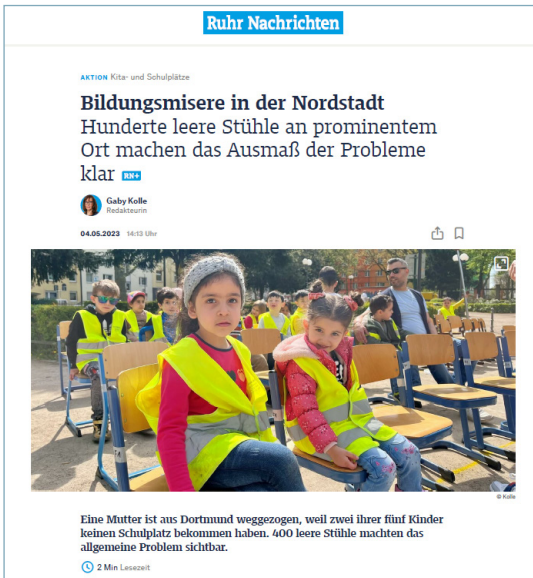 Ruhr Nachrichten
AKTION Kita- und Schulplätze
Bildungsmisere in der Nordstadt
Hunderte leere Stühle an prominentem
Ort machen das Ausmaß der Probleme
klar RN+
Gaby Kolle
Redakteurin
04.05.2023 14:13 Uhr
© Kolle
Eine Mutter ist aus Dortmund weggezogen, weil zwei ihrer fünf Kinder
keinen Schulplatz bekommen haben. 400 leere Stühle machten das
allgemeine Problem sichtbar.
2 Min Lesezeit